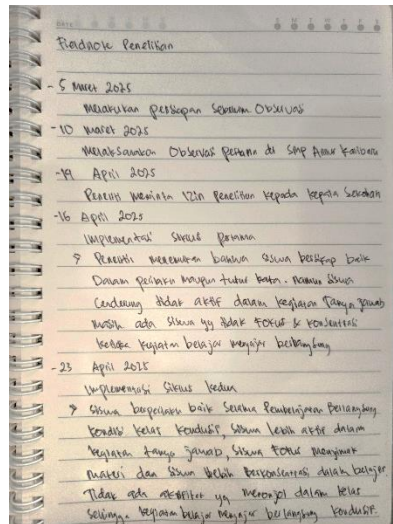 Fieldnote Penelitian
- 5 Maret 2025
Melakukan persiapan sebelum Observasi
- 10 Maret 2025
Melaksanakan Observasi pertama di SMP
- 14 April 2025
Peneliti meminta izin Penelitian kepada kepala Sekolah
- 16 April 2025
Implementasi Siklus Pertama
Peneliti menemukan bahwa siswa bersikap baik
Dalam perilaku maupun tutur kata. Namun siswa
Cenderung tidak aktif dalam kegiatan Tanya jawab
masih ada siswa yg tidak Fokus & konsentrasi
ketika kegiatan belajar mengajar berlangsung
- 23 April 2025
Implementasi Siklus kedua
siswa berperilaku baik selama Pembelajaran Berlangsung
kondisi kelas kondusif, siswa lebih aktif dalam
kegiatan tanya jawab, siswa Fokus menyimak
materi dan siswa lebih berkonsentrasi dalam belajar.
Tidak ada aktifitas yg menonjol dalam kelas
sehingga kegiatan belajar mengajar berlangsung kondusif.